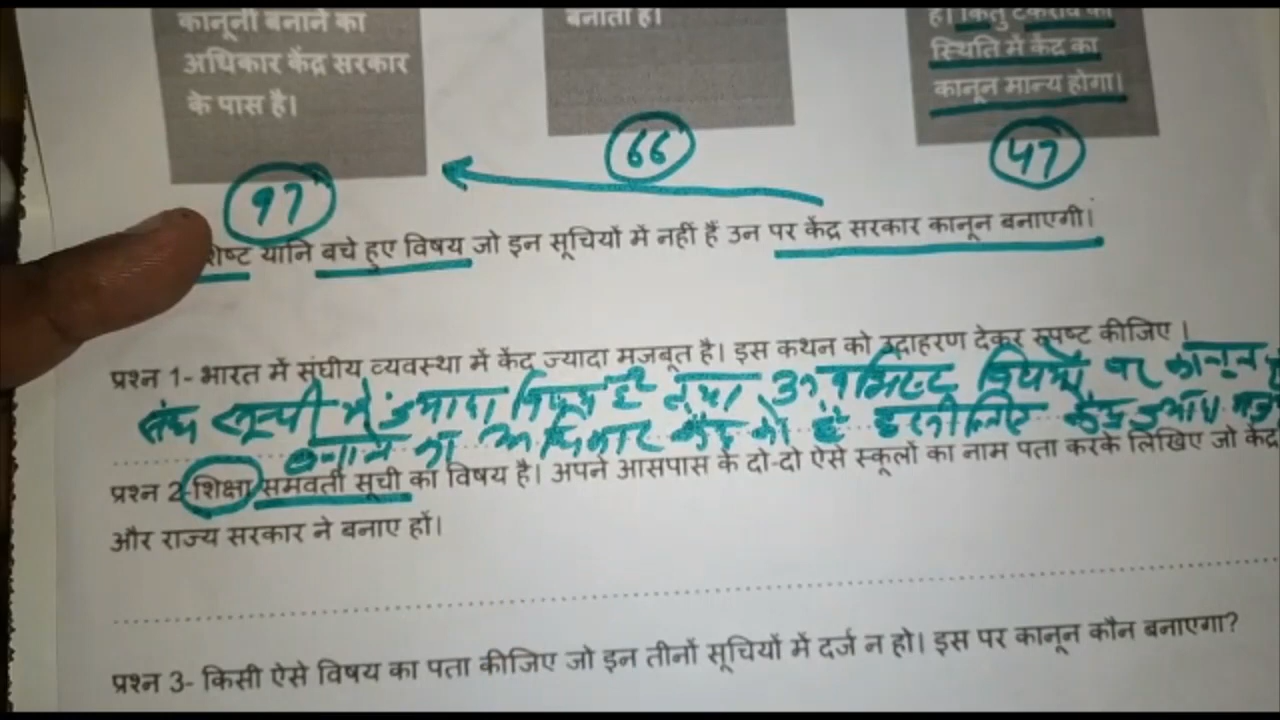 कानूनी बनाने का
अधिकार केंद्र सरकार
के पास है।
बनाता है।
है। किंतु टकराव की
स्थिति में केंद्र का
कानून मान्य होगा।
97
66
47
शिष्ट यानि बचे हुए विषय जो इन सूचियों में नहीं हैं उन पर केंद्र सरकार कानून बनाएगी।
प्रश्न 1- भारत में संघीय व्यवस्था में केंद्र ज्यादा मजबूत है। इस कथन को उदाहरण देकर स्पष्ट कीजिए ।
संघ सूची में ज्यादा विषय है तथा अवशिष्ट विषयों पर कानून
बनाने का अधिकार केंद्र को है इसीलिए केंद्र ज्यादा
प्रश्न 2-शिक्षा समवर्ती सूची का विषय है। अपने आसपास के दो-दो ऐसे स्कूलों का नाम पता करके लिखिए जो केंद्र
और राज्य सरकार ने बनाए हों।
प्रश्न 3- किसी ऐसे विषय का पता कीजिए जो इन तीनों सूचियों में दर्ज न हो। इस पर कानून कौन बनाएगा?